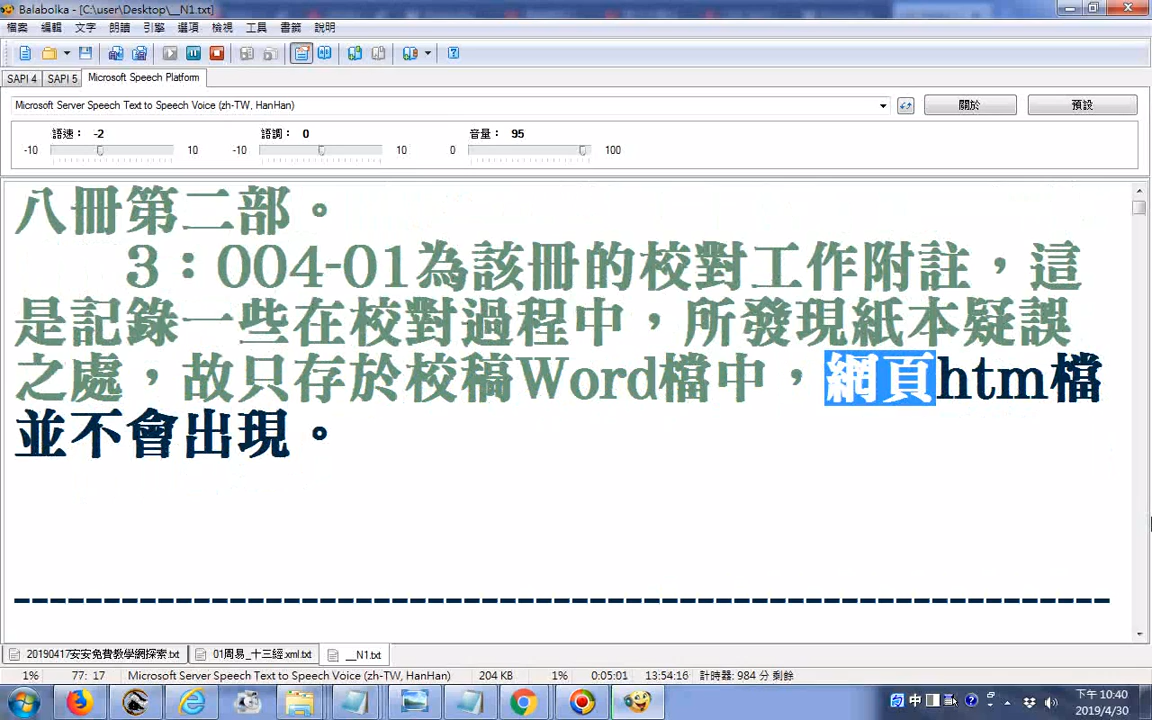 Balabolka - [C:\user\Desktop\__N1.txt]
檔案 編輯 文字 朗讀 引擎 選項 檢視 工具 書籤 說明
SAPI 4 SAPI 5 Microsoft Speech Platform
Microsoft Server Speech Text to Speech Voice (zh-TW, HanHan) 關於 預設
語速： -2 語調： 0 音量： 95
-10 10 -10 10 0 100
八冊第二部。
3：004-01為該冊的校對工作附註，這
是記錄一些在校對過程中，所發現紙本疑誤
之處，故只存於校稿Word檔中，網頁htm檔
並不會出現。
--------------------------------------------------------------
20190417安安免費教學網探索.txt 01周易_十三經.xml.txt __N1.txt
1% 77: 17 Microsoft Server Speech Text to Speech Voice (zh-TW, HanHan) 204 KB 1% 0:05:01 13:54:16 計時器: 984 分 剩餘
中 下午 10:40
2019/4/30